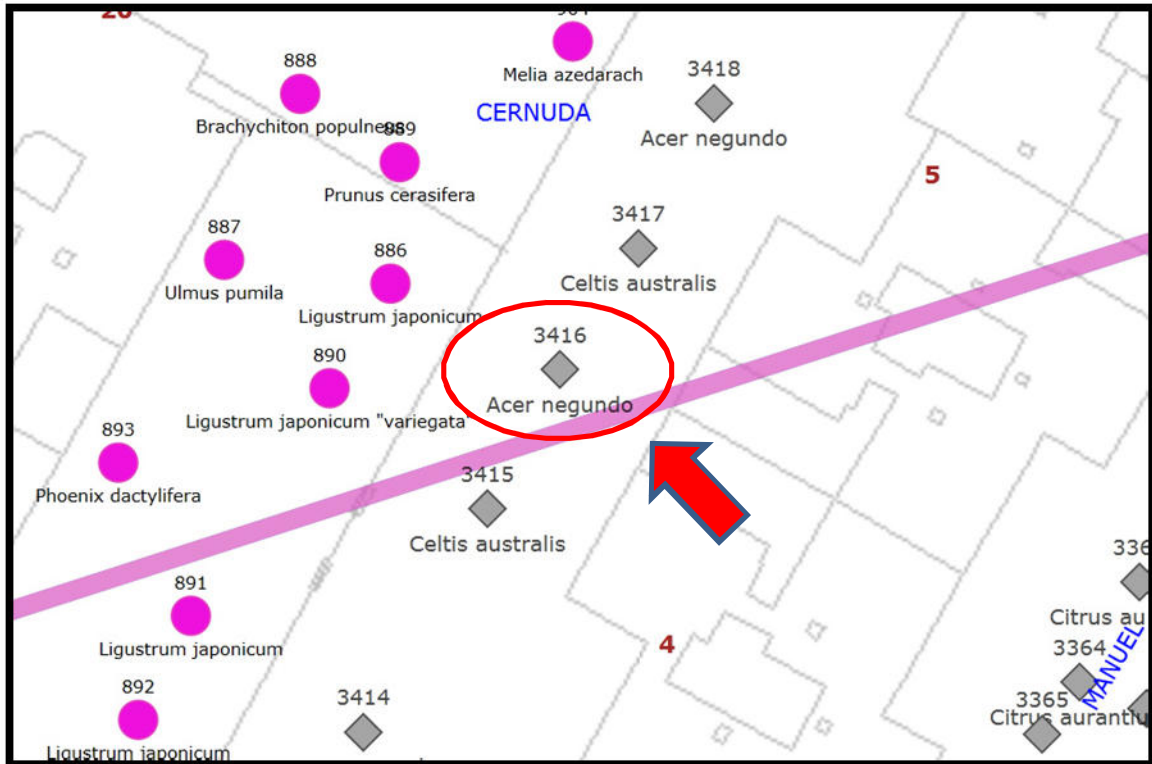 888
Brachychiton populneus
889
Prunus cerasifera
Melia azedarach
CERNUDA
3418
Acer negundo
5
887
Ulmus pumila
886
Ligustrum japonicum
3417
Celtis australis
890
Ligustrum japonicum "variegata"
3416
Acer negundo
893
Phoenix dactylifera
3415
Celtis australis
891
Ligustrum japonicum
892
Ligustrum japonicum
3414
4
336
Citrus au
3364
MANUEL
3365
Citrus aurantiu